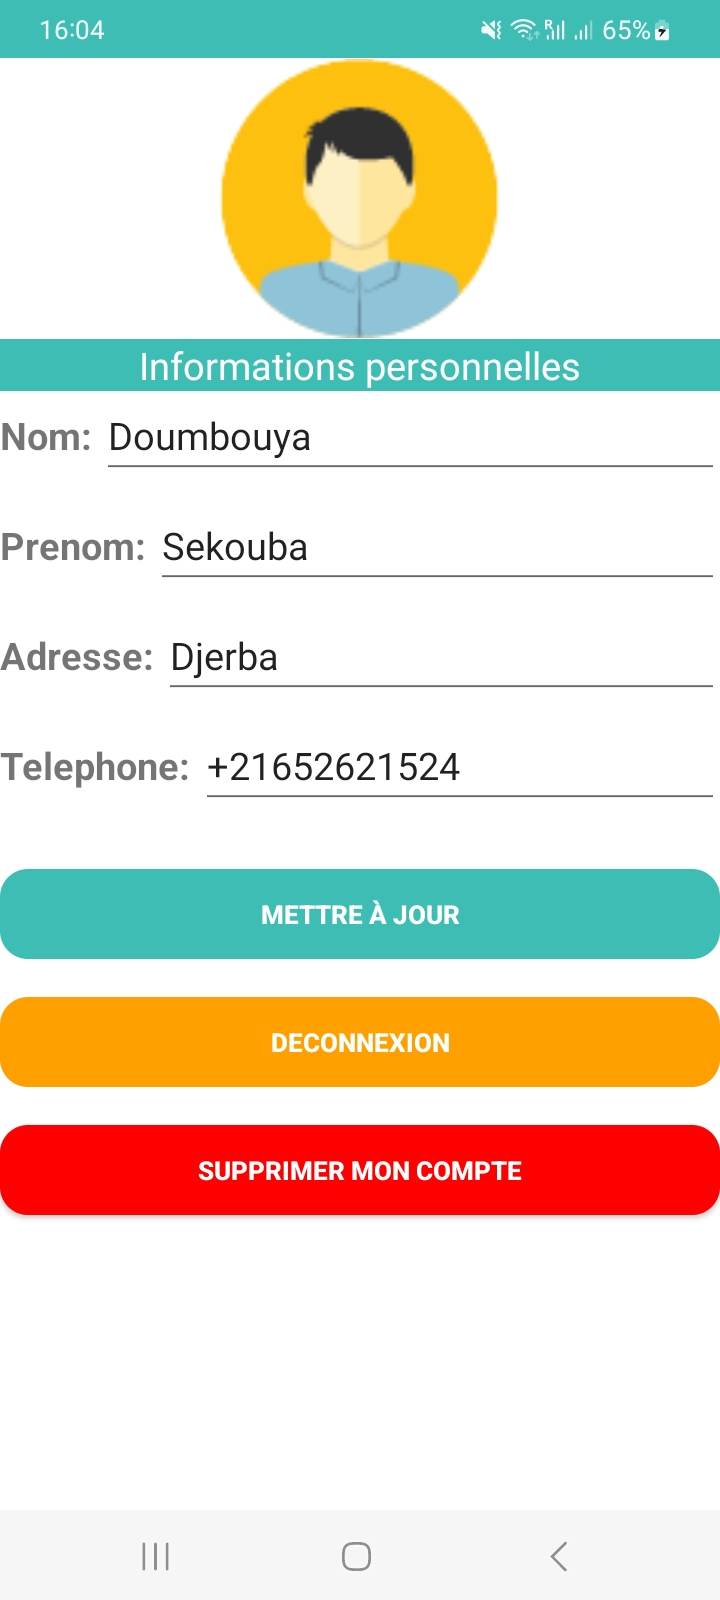 16:04 R 65%
Informations personnelles
Nom: Doumbouya
Prenom: Sekouba
Adresse: Djerba
Telephone: +21652621524
METTRE À JOUR
DECONNEXION
SUPPRIMER MON COMPTE